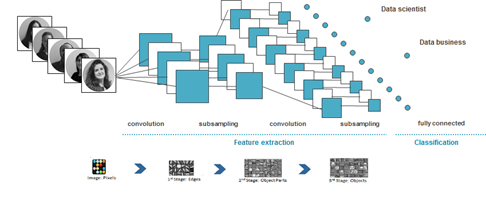 Data scientist
Data business
convolution
subsampling
convolution
subsampling
fully connected
Feature extraction
Classification
Image: Pixels
1st Stage: Edges
2nd Stage: Object Parts
3rd Stage: Objects